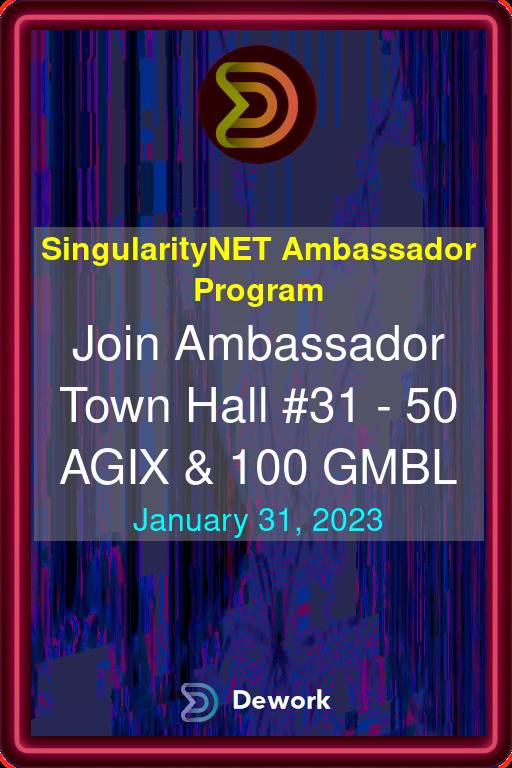 SingularityNET Ambassador
Program
Join Ambassador
Town Hall #31 - 50
AGIX & 100 GMBL
January 31, 2023
Dework